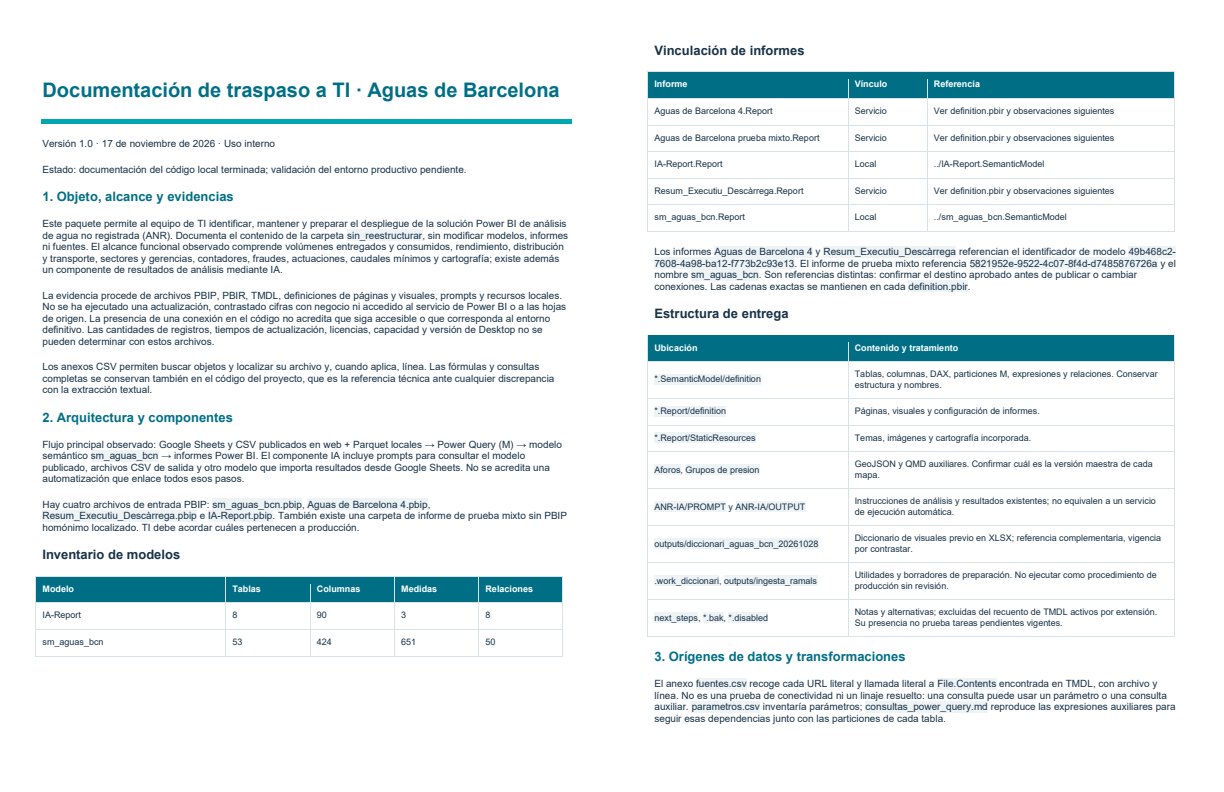 Documentación de traspaso a TI · Aguas de Barcelona
Versión 1.0 · 17 de noviembre de 2026 · Uso interno
Estado: documentación del código local terminada; validación del entorno productivo pendiente.
1. Objeto, alcance y evidencias
Este paquete permite al equipo de TI identificar, mantener y preparar el despliegue de la solución Power BI de análisis
de agua no registrada (ANR). Documenta el contenido de la carpeta sin_reestructurar, sin modificar modelos, informes
ni fuentes. El alcance funcional observado comprende volúmenes entregados y consumidos, rendimiento, distribución
y transporte, sectores y gerencias, contadores, fraudes, actuaciones, caudales mínimos y cartografía; existe además
un componente de resultados de análisis mediante IA.
La evidencia procede de archivos PBIP, PBIR, TMDL, definiciones de páginas y visuales, prompts y recursos locales.
No se ha ejecutado una actualización, contrastado cifras con negocio ni accedido al servicio de Power BI o a las hojas
de origen. La presencia de una conexión en el código no acredita que siga accesible o que corresponda al entorno
definitivo. Las cantidades de registros, tiempos de actualización, licencias, capacidad y versión de Desktop no se
pueden determinar con estos archivos.
Los anexos CSV permiten buscar objetos y localizar su archivo y, cuando aplica, línea. Las fórmulas y consultas
completas se conservan también en el código del proyecto, que es la referencia técnica ante cualquier discrepancia
con la extracción textual.
2. Arquitectura y componentes
Flujo principal observado: Google Sheets y CSV publicados en web + Parquet locales → Power Query (M) → modelo
semántico sm_aguas_bcn → informes Power BI. El componente IA incluye prompts para consultar el modelo
publicado, archivos CSV de salida y otro modelo que importa resultados desde Google Sheets. No se acredita una
automatización que enlace todos esos pasos.
Hay cuatro archivos de entrada PBIP: sm_aguas_bcn.pbip, Aguas de Barcelona 4.pbip,
Resum_Executiu_Descàrrega.pbip e IA-Report.pbip. También existe una carpeta de informe de prueba mixto sin PBIP
homónimo localizado. TI debe acordar cuáles pertenecen a producción.
Inventario de modelos
Modelo Tablas Columnas Medidas Relaciones
IA-Report 8 90 3 8
sm_aguas_bcn 53 424 651 50
Vinculación de informes
Informe Vínculo Referencia
Aguas de Barcelona 4.Report Servicio Ver definition.pbir y observaciones siguientes
Aguas de Barcelona prueba mixto.Report Servicio Ver definition.pbir y observaciones siguientes
IA-Report.Report Local ../IA-Report.SemanticModel
Resum_Executiu_Descàrrega.Report Servicio Ver definition.pbir y observaciones siguientes
sm_aguas_bcn.Report Local ../sm_aguas_bcn.SemanticModel
Los informes Aguas de Barcelona 4 y Resum_Executiu_Descàrrega referencian el identificador de modelo 49b468c2-
7608-4a98-ba12-f773b2c93e13. El informe de prueba mixto referencia 5821952e-9522-4c07-8f4d-d7485876726a y el
nombre sm_aguas_bcn. Son referencias distintas: confirmar el destino aprobado antes de publicar o cambiar
conexiones. Las cadenas exactas se mantienen en cada definition.pbir.
Estructura de entrega
Ubicación Contenido y tratamiento
*.SemanticModel/definition Tablas, columnas, DAX, particiones M, expresiones y relaciones. Conservar
estructura y nombres.
*.Report/definition Páginas, visuales y configuración de informes.
*.Report/StaticResources Temas, imágenes y cartografía incorporada.
Aforos, Grupos de presion GeoJSON y QMD auxiliares. Confirmar cuál es la versión maestra de cada
mapa.
ANR-IA/PROMPT y ANR-IA/OUTPUT Instrucciones de análisis y resultados existentes; no equivalen a un servicio
de ejecución automática.
outputs/diccionari_aguas_bcn_20261028 Diccionario de visuales previo en XLSX; referencia complementaria, vigencia
por contrastar.
.work_diccionari, outputs/ingesta_ramals Utilidades y borradores de preparación. No ejecutar como procedimiento de
producción sin revisión.
next_steps, *.bak, *.disabled Notas y alternativas; excluidas del recuento de TMDL activos por extensión.
Su presencia no prueba tareas pendientes vigentes.
3. Orígenes de datos y transformaciones
El anexo fuentes.csv recoge cada URL literal y llamada literal a File.Contents encontrada en TMDL, con archivo y
línea. No es una prueba de conectividad ni un linaje resuelto: una consulta puede usar un parámetro o una consulta
auxiliar. parametros.csv inventaría parámetros; consultas_power_query.md reproduce las expresiones auxiliares para
seguir esas dependencias junto con las particiones de cada tabla.